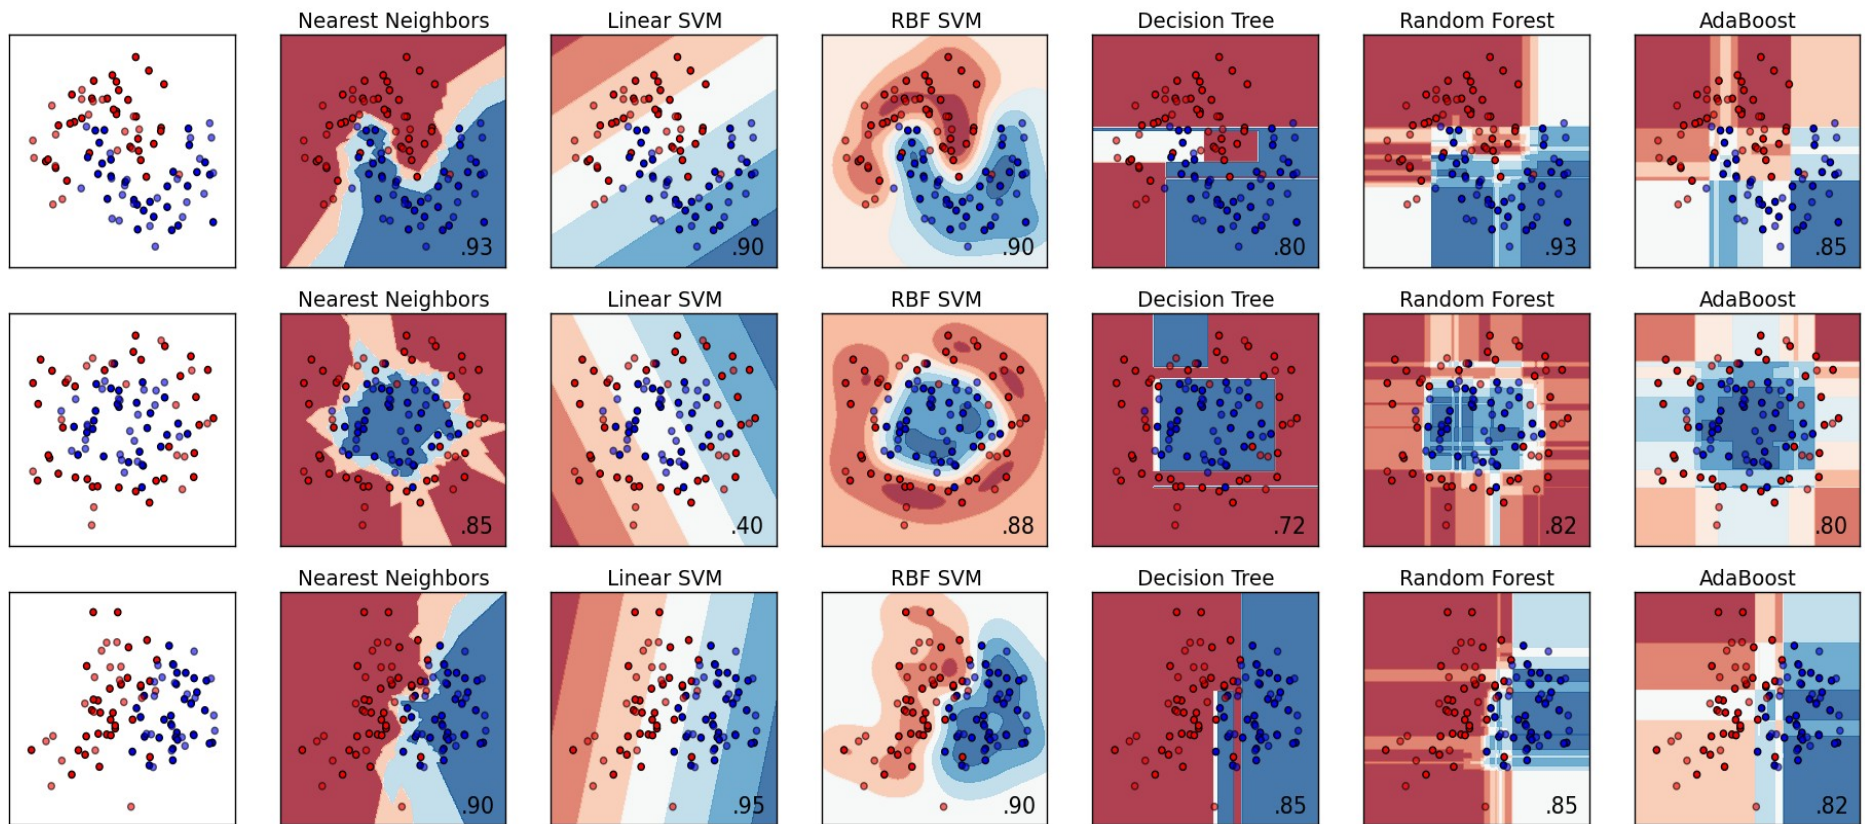 Nearest Neighbors Linear SVM RBF SVM Decision Tree Random Forest AdaBoost
.93 .90 .90 .80 .93 .85
Nearest Neighbors Linear SVM RBF SVM Decision Tree Random Forest AdaBoost
.85 .40 .88 .72 .82 .80
Nearest Neighbors Linear SVM RBF SVM Decision Tree Random Forest AdaBoost
.90 .95 .90 .85 .85 .82